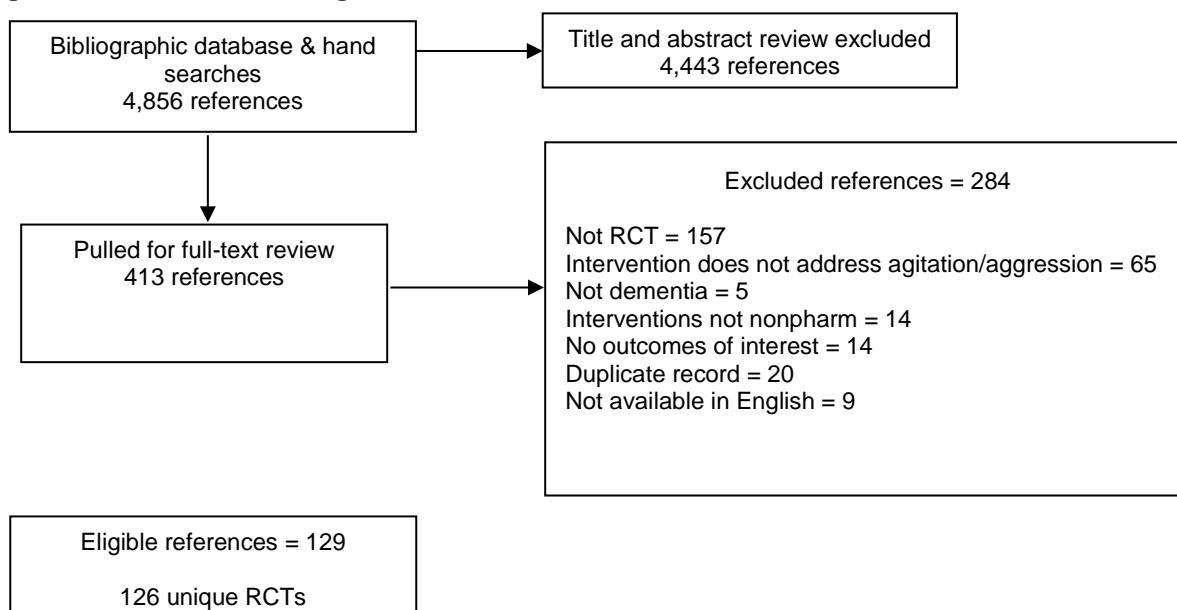 Bibliographic database & hand
searches
4,856 references
Title and abstract review excluded
4,443 references
Pulled for full-text review
413 references
Excluded references = 284
Not RCT = 157
Intervention does not address agitation/aggression = 65
Not dementia = 5
Interventions not nonpharm = 14
No outcomes of interest = 14
Duplicate record = 20
Not available in English = 9
Eligible references = 129
126 unique RCTs